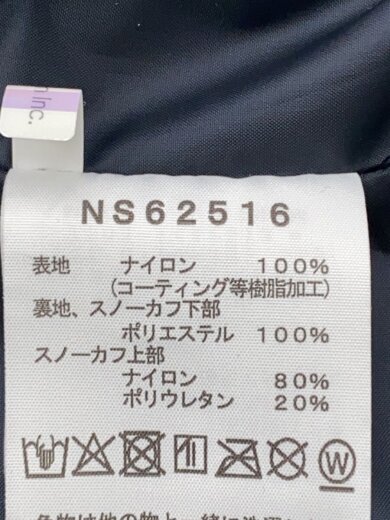 n Inc.
NS62516
表地 ナイロン 100%
(コーティング等樹脂加工)
裏地、スノーカフ下部
ポリエステル 100%
スノーカフ上部
ナイロン 80%
ポリウレタン 20%
W